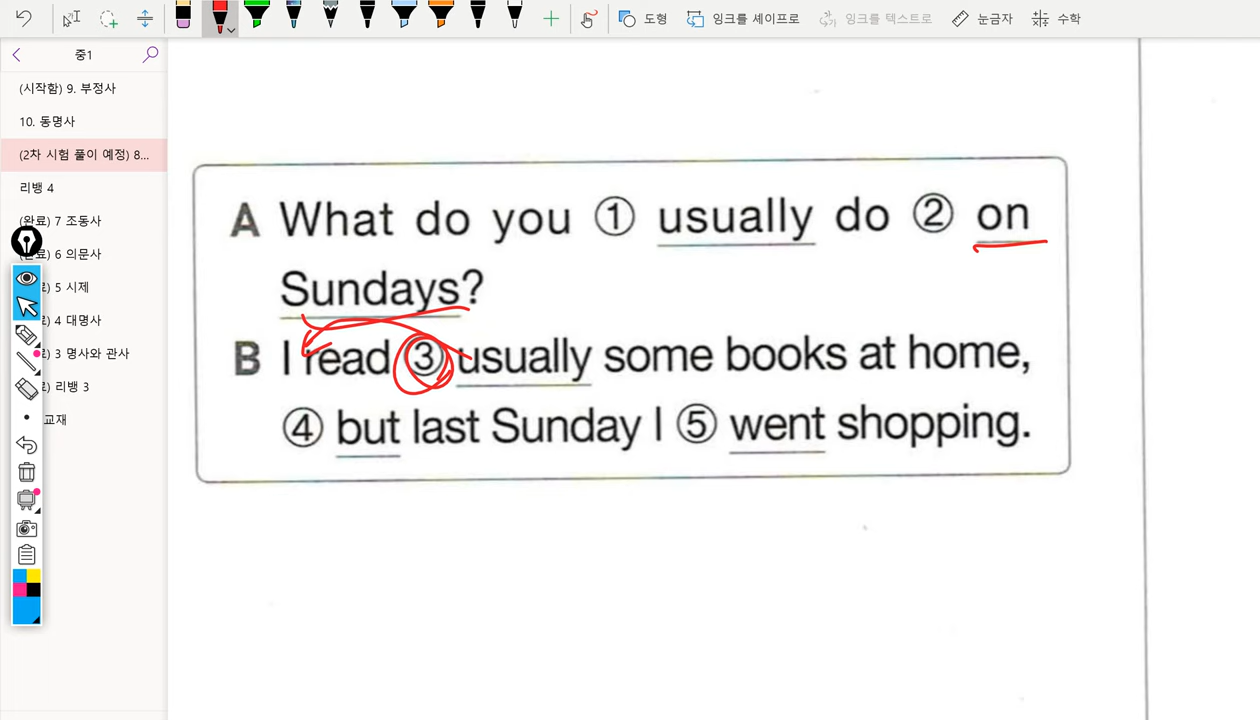 도형
잉크를 셰이프로
잉크를 텍스트로
눈금자
수학
중1
(시작함) 9. 부정사
10. 동명사
(2차 시험 풀이 예정) 8...
리뱅 4
(완료) 7 조동사
료) 6 의문사
료) 5 시제
료) 4 대명사
료) 3 명사와 관사
료) 리뱅 3
교재
A What do you ① usually do ② on
Sundays?
B I read ③ usually some books at home,
④ but last Sunday I ⑤ went shopping.